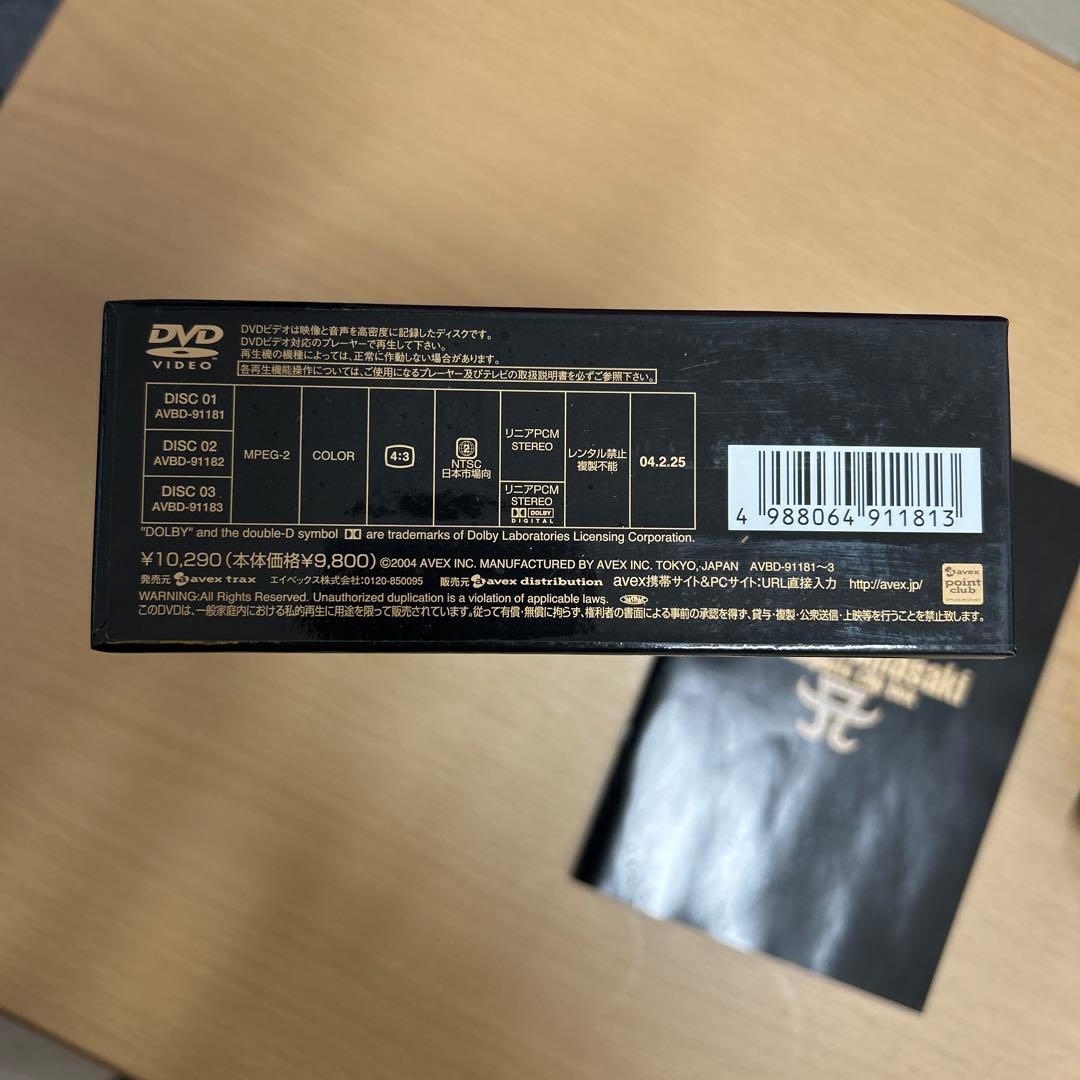 DVD
VIDEO
DVDビデオは映像と音声を高密度に記録したディスクです。
DVDビデオ対応のプレーヤーで再生して下さい。
再生機の機種によっては、正常に作動しない場合があります。
各再生機能操作については、ご使用になるプレーヤー及びテレビの取扱説明書を必ずご参照下さい。
DISC 01
AVBD-91181
DISC 02
AVBD-91182
DISC 03
AVBD-91183
MPEG-2
COLOR
4:3
2
NTSC
日本市場向
リニアPCM
STEREO
リニアPCM
STEREO
DOLBY
DIGITAL
レンタル禁止
複製不能
04.2.25
4 988064 911813
"DOLBY" and the double-D symbol are trademarks of Dolby Laboratories Licensing Corporation.
¥10,290(本体価格¥9,800) ©2004 AVEX INC. MANUFACTURED BY AVEX INC. TOKYO, JAPAN AVBD-91181~3
発売元 avex trax エイベックス株式会社:0120-850095 販売元 avex distribution avex携帯サイト&PCサイト:URL直接入力 http://avex.jp/
WARNING:All Rights Reserved. Unauthorized duplication is a violation of applicable laws.
このDVDは、一般家庭内における私的再生に用途を限って販売されています。従って有償・無償に拘らず、権利者の書面による事前の承認を得ず、貸与・複製・公衆送信・上映等を行うことを禁止致します。
avex
point
club